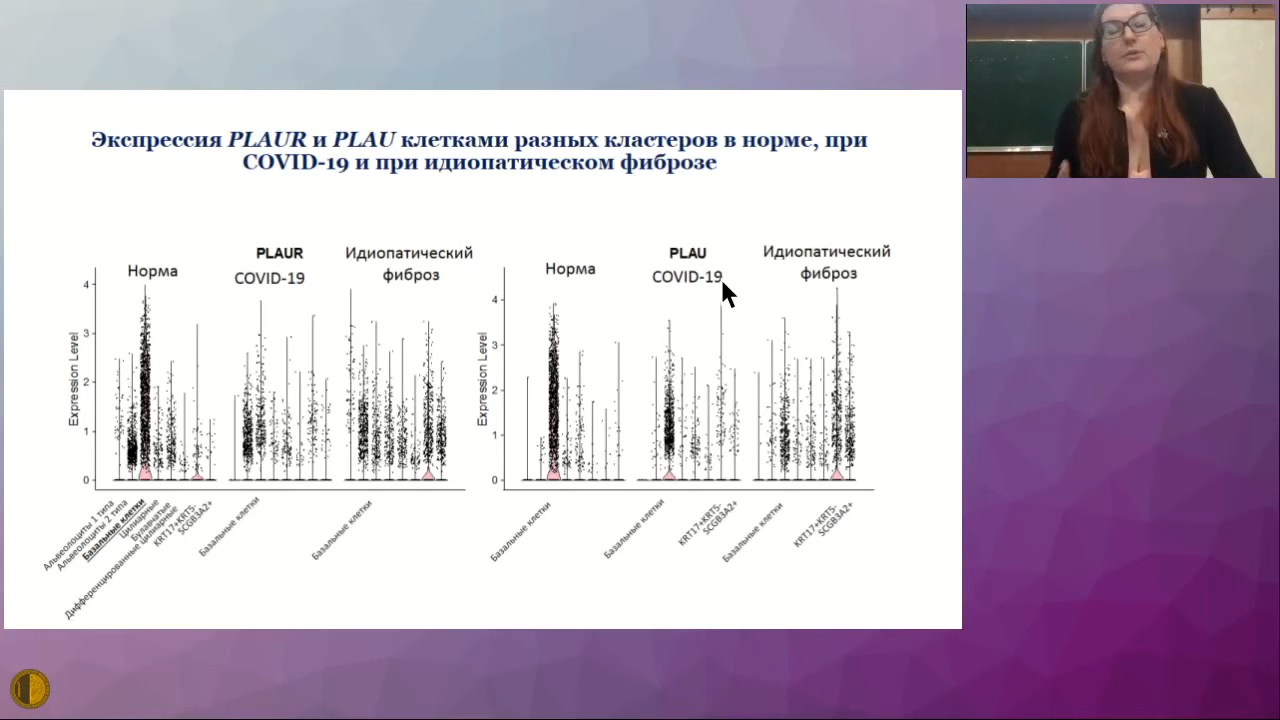 Экспрессия PLAUR и PLAU клетками разных кластеров в норме, при
COVID-19 и при идиопатическом фиброзе
PLAUR
Норма
COVID-19
Идиопатический
фиброз
Expression Level
4
3
2
1
0
Альвеолоциты 1 типа
Альвеолоциты 2 типа
Базальные клетки
Цилиарные
Булавчатые
Дифференцированные цилиарные
KRT17+KRT5-
SCGB3A2+
Базальные клетки
Базальные клетки
PLAU
Норма
COVID-19
Идиопатический
фиброз
Expression Level
4
3
2
1
0
Базальные клетки
Базальные клетки
KRT17+KRT5-
SCGB3A2+
Базальные клетки
KRT17+KRT5-
SCGB3A2+